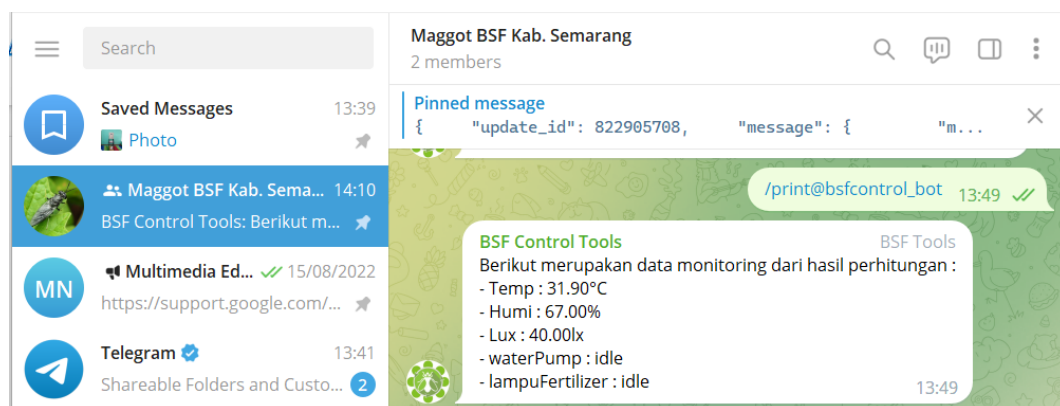 Search
Saved Messages 13:39
Photo
Maggot BSF Kab. Sema... 14:10
BSF Control Tools: Berikut m...
MN
Multimedia Ed... 15/08/2022
https://support.google.com/...
Telegram 13:41
Shareable Folders and Custo... 2
Maggot BSF Kab. Semarang
2 members
Pinned message
{ "update_id": 822905708, "message": { "m...
/print@bsfcontrol_bot 13:49
BSF Control Tools BSF Tools
Berikut merupakan data monitoring dari hasil perhitungan :
- Temp : 31.90°C
- Humi : 67.00%
- Lux : 40.00lx
- waterPump : idle
- lampuFertilizer : idle
13:49